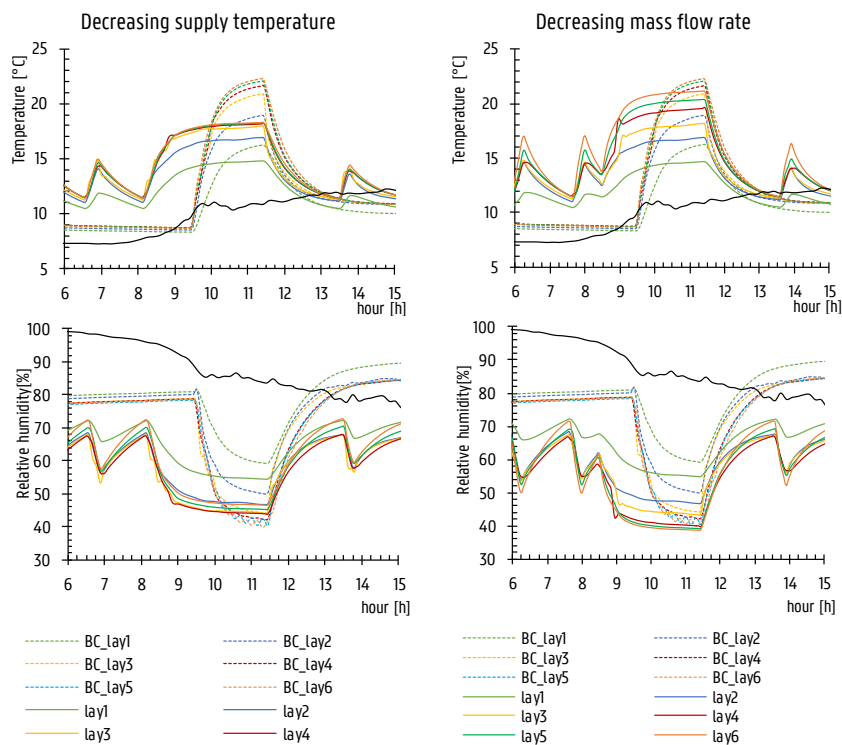 Decreasing supply temperature
Decreasing mass flow rate
Temperature [°C]
25
20
15
10
5
6 7 8 9 10 11 12 13 14 15
hour [h]
Temperature [°C]
25
20
15
10
5
6 7 8 9 10 11 12 13 14 15
hour [h]
Relative humidity[%]
100
90
80
70
60
50
40
30
6 7 8 9 10 11 12 13 14 15
hour [h]
Relative humidity[%]
100
90
80
70
60
50
40
30
6 7 8 9 10 11 12 13 14 15
hour [h]
BC_lay1 BC_lay2
BC_lay3 BC_lay4
BC_lay5 BC_lay6
lay1 lay2
lay3 lay4
BC_lay1 BC_lay2
BC_lay3 BC_lay4
BC_lay5 BC_lay6
lay1 lay2
lay3 lay4
lay5 lay6